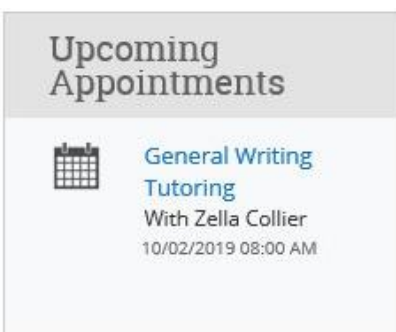 Upcoming
Appointments
General Writing
Tutoring
With Zella Collier
10/02/2019 08:00 AM